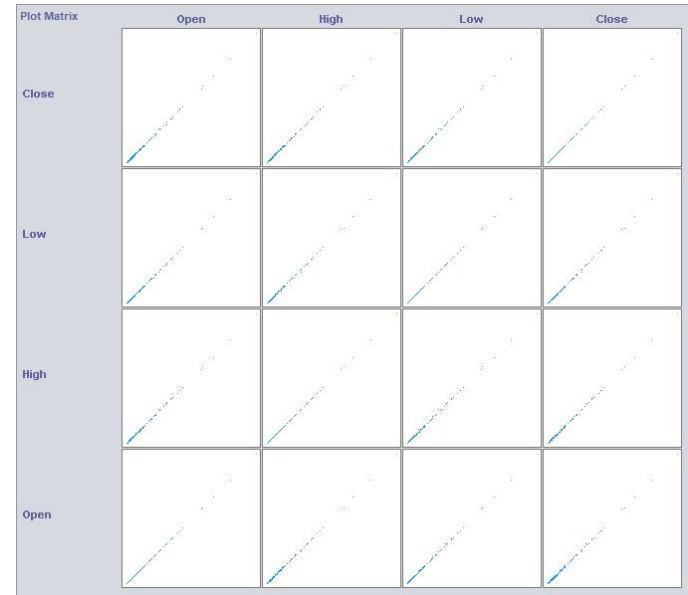 Plot Matrix
Open High Low Close
Close
Low
High
Open